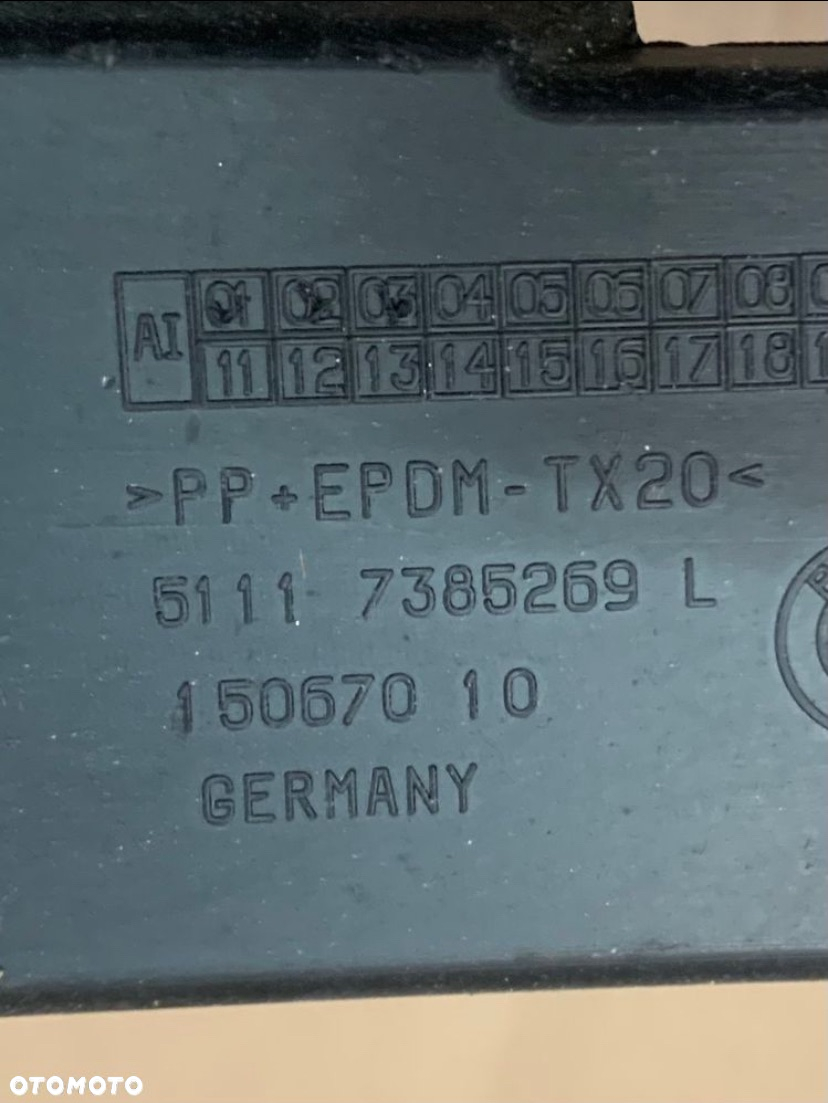 AI 01 02 03 04 05 06 07 08
11 12 13 14 15 16 17 18
>PP+EPDM-TX20<
5111 7385269 L
150670 10
GERMANY
OTOMOTO